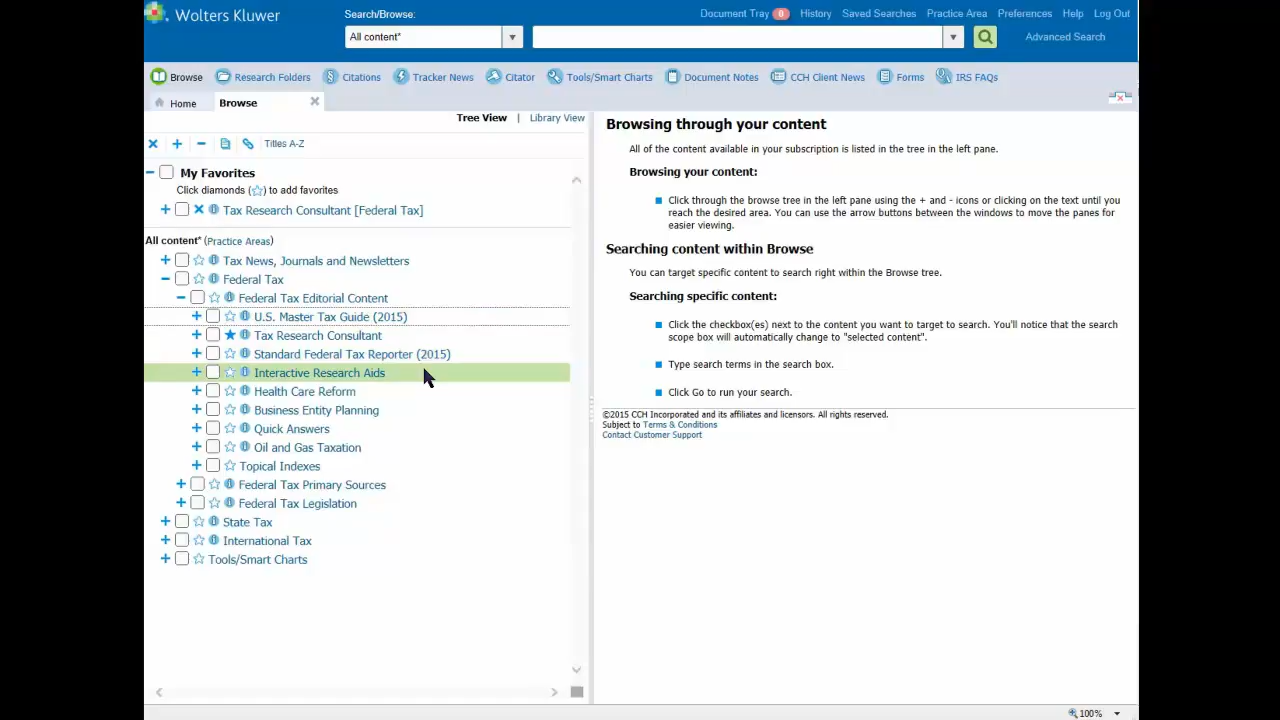 Wolters Kluwer
Search/Browse:
Document Tray 0 History Saved Searches Practice Area Preferences Help Log Out
All content*
Advanced Search
Browse Research Folders Citations Tracker News Citator Tools/Smart Charts Document Notes CCH Client News Forms IRS FAQs
Home Browse
Tree View | Library View
Titles A-Z
My Favorites
Click diamonds ( ) to add favorites
Tax Research Consultant [Federal Tax]
All content* (Practice Areas)
Tax News, Journals and Newsletters
Federal Tax
Federal Tax Editorial Content
U.S. Master Tax Guide (2015)
Tax Research Consultant
Standard Federal Tax Reporter (2015)
Interactive Research Aids
Health Care Reform
Business Entity Planning
Quick Answers
Oil and Gas Taxation
Topical Indexes
Federal Tax Primary Sources
Federal Tax Legislation
State Tax
International Tax
Tools/Smart Charts
Browsing through your content
All of the content available in your subscription is listed in the tree in the left pane.
Browsing your content:
Click through the browse tree in the left pane using the + and - icons or clicking on the text until you
reach the desired area. You can use the arrow buttons between the windows to move the panes for
easier viewing.
Searching content within Browse
You can target specific content to search right within the Browse tree.
Searching specific content:
Click the checkbox(es) next to the content you want to target to search. You'll notice that the search
scope box will automatically change to "selected content".
Type search terms in the search box.
Click Go to run your search.
©2015 CCH Incorporated and its affiliates and licensors. All rights reserved.
Subject to Terms & Conditions
Contact Customer Support
100%